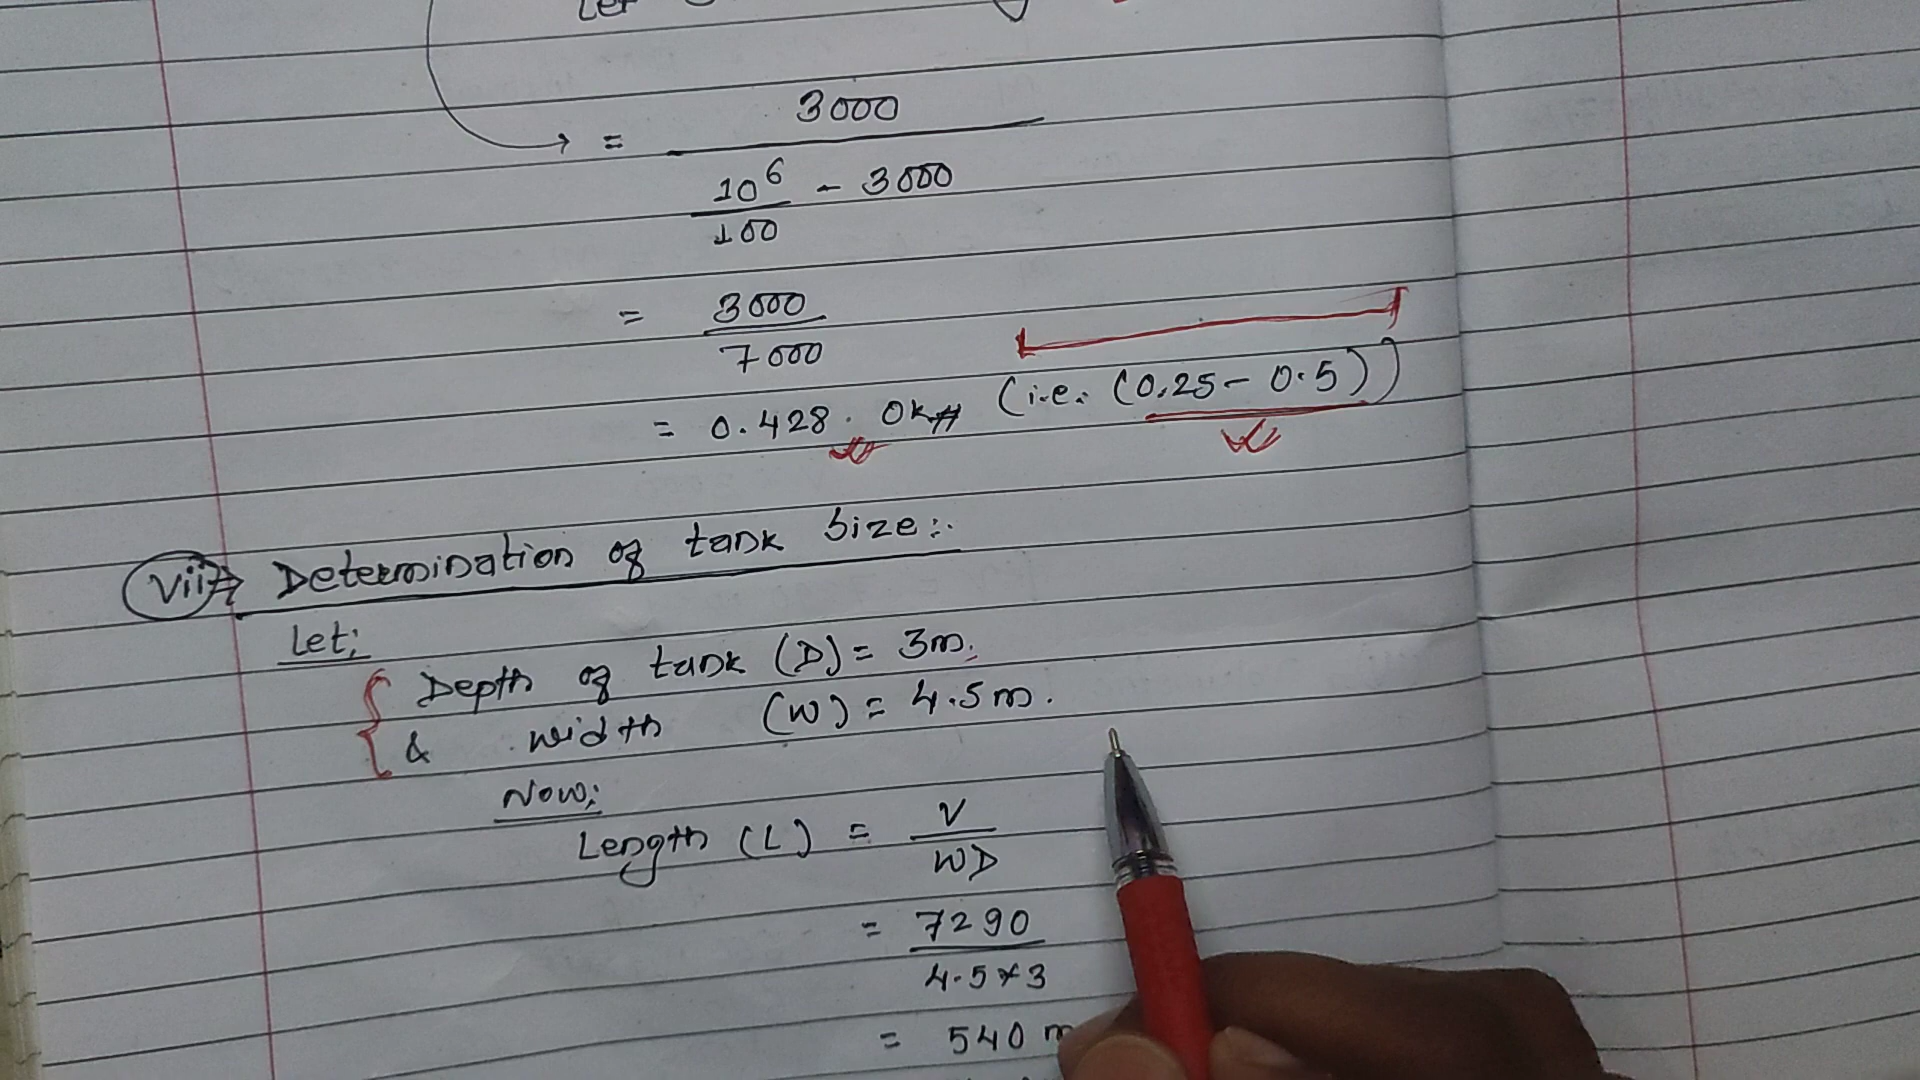 Let
= 3000 / (10^6/100 - 3000)
= 3000/7000
= 0.428. Ok (i.e. (0.25 - 0.5))
vii) Determination of tank Size:-
Let;
Depth of tank (D) = 3m.
& width (W) = 4.5m.
Now;
Length (L) = V/WD
= 7290/4.5*3
= 540 m